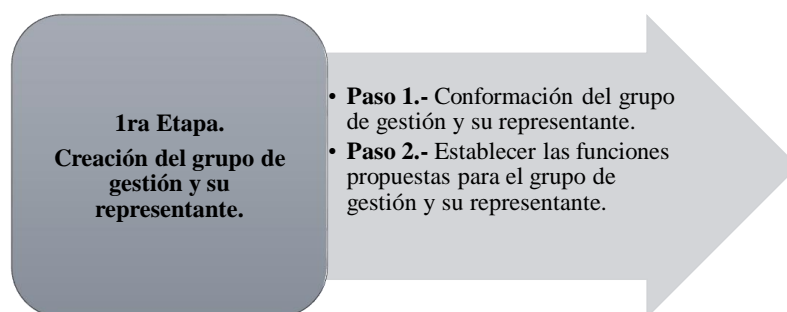 1ra Etapa.
Creación del grupo de
gestión y su
representante.
• Paso 1.- Conformación del grupo
de gestión y su representante.
• Paso 2.- Establecer las funciones
propuestas para el grupo de
gestión y su representante.